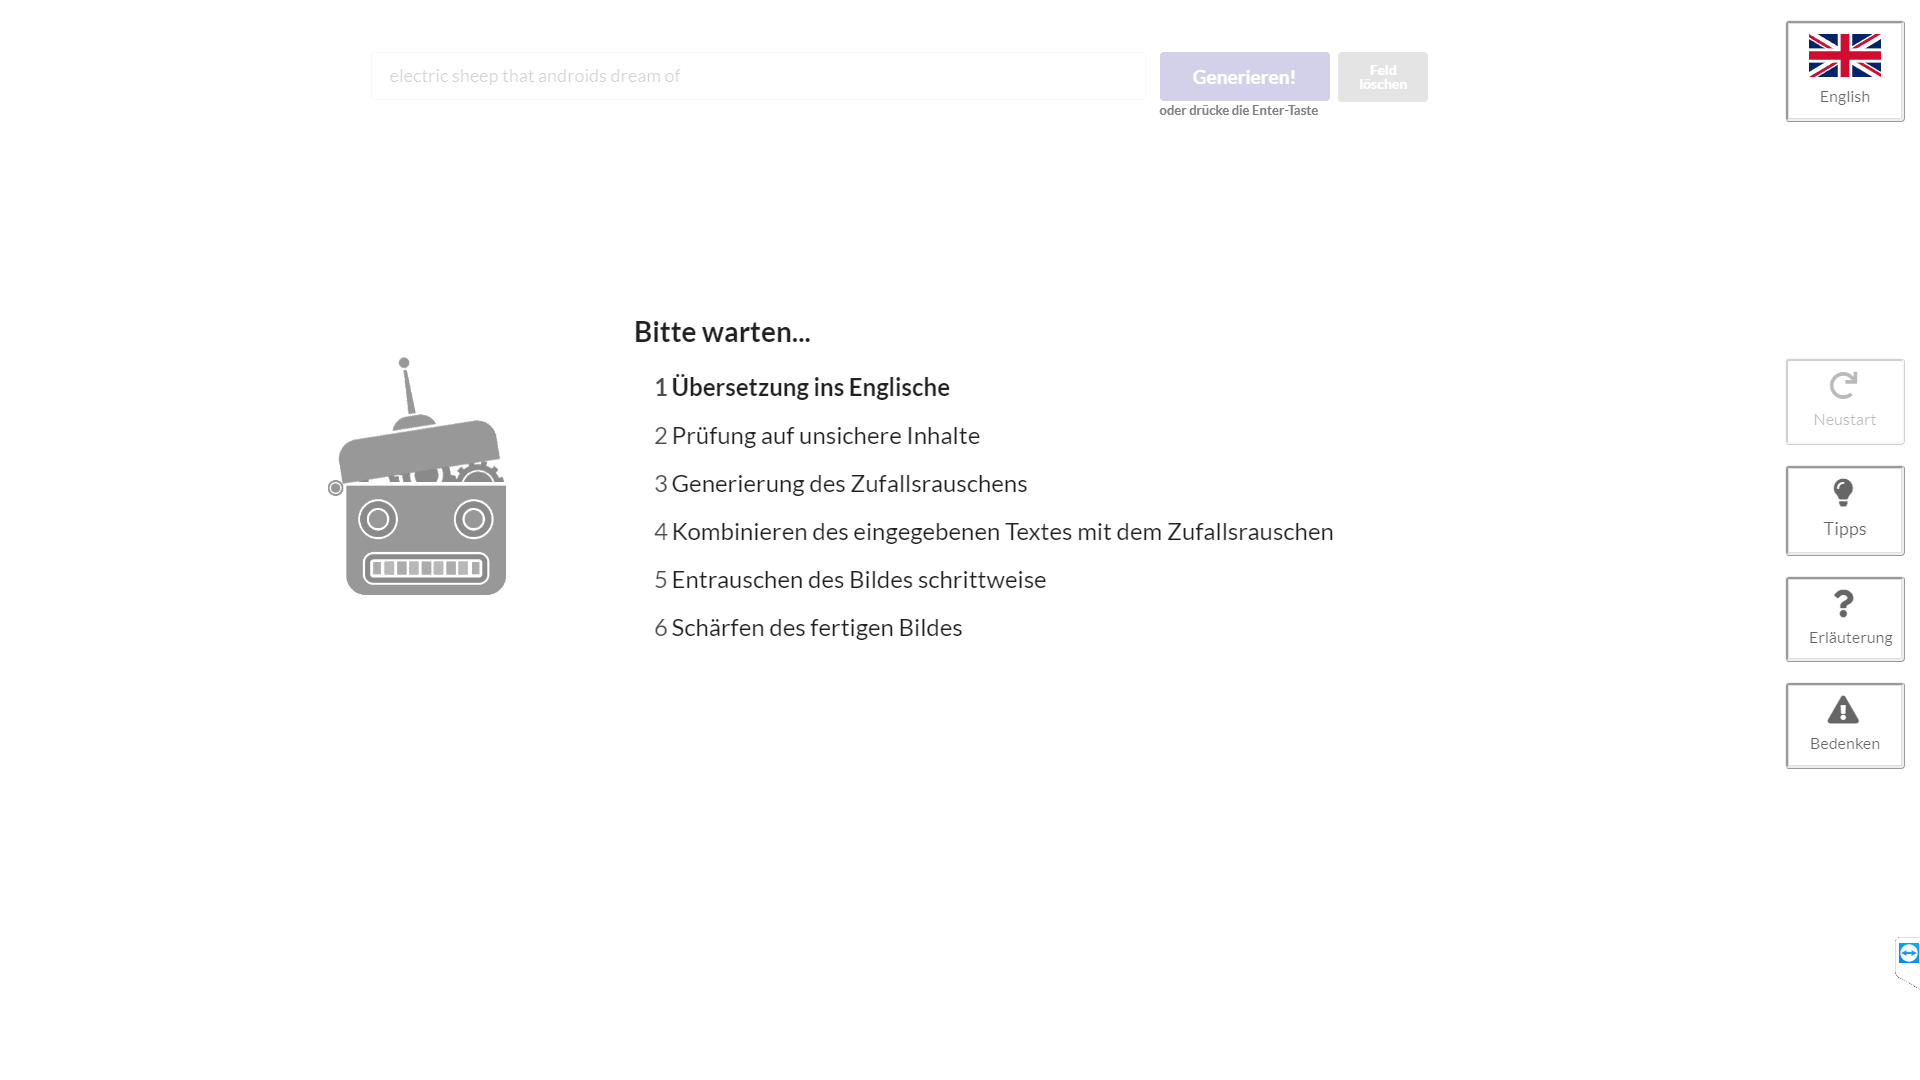 electric sheep that androids dream of
Generieren!
Feld
löschen
oder drücke die Enter-Taste
English
Bitte warten...
1 Übersetzung ins Englische
2 Prüfung auf unsichere Inhalte
3 Generierung des Zufallsrauschens
4 Kombinieren des eingegebenen Textes mit dem Zufallsrauschen
5 Entrauschen des Bildes schrittweise
6 Schärfen des fertigen Bildes
Neustart
Tipps
Erläuterung
Bedenken